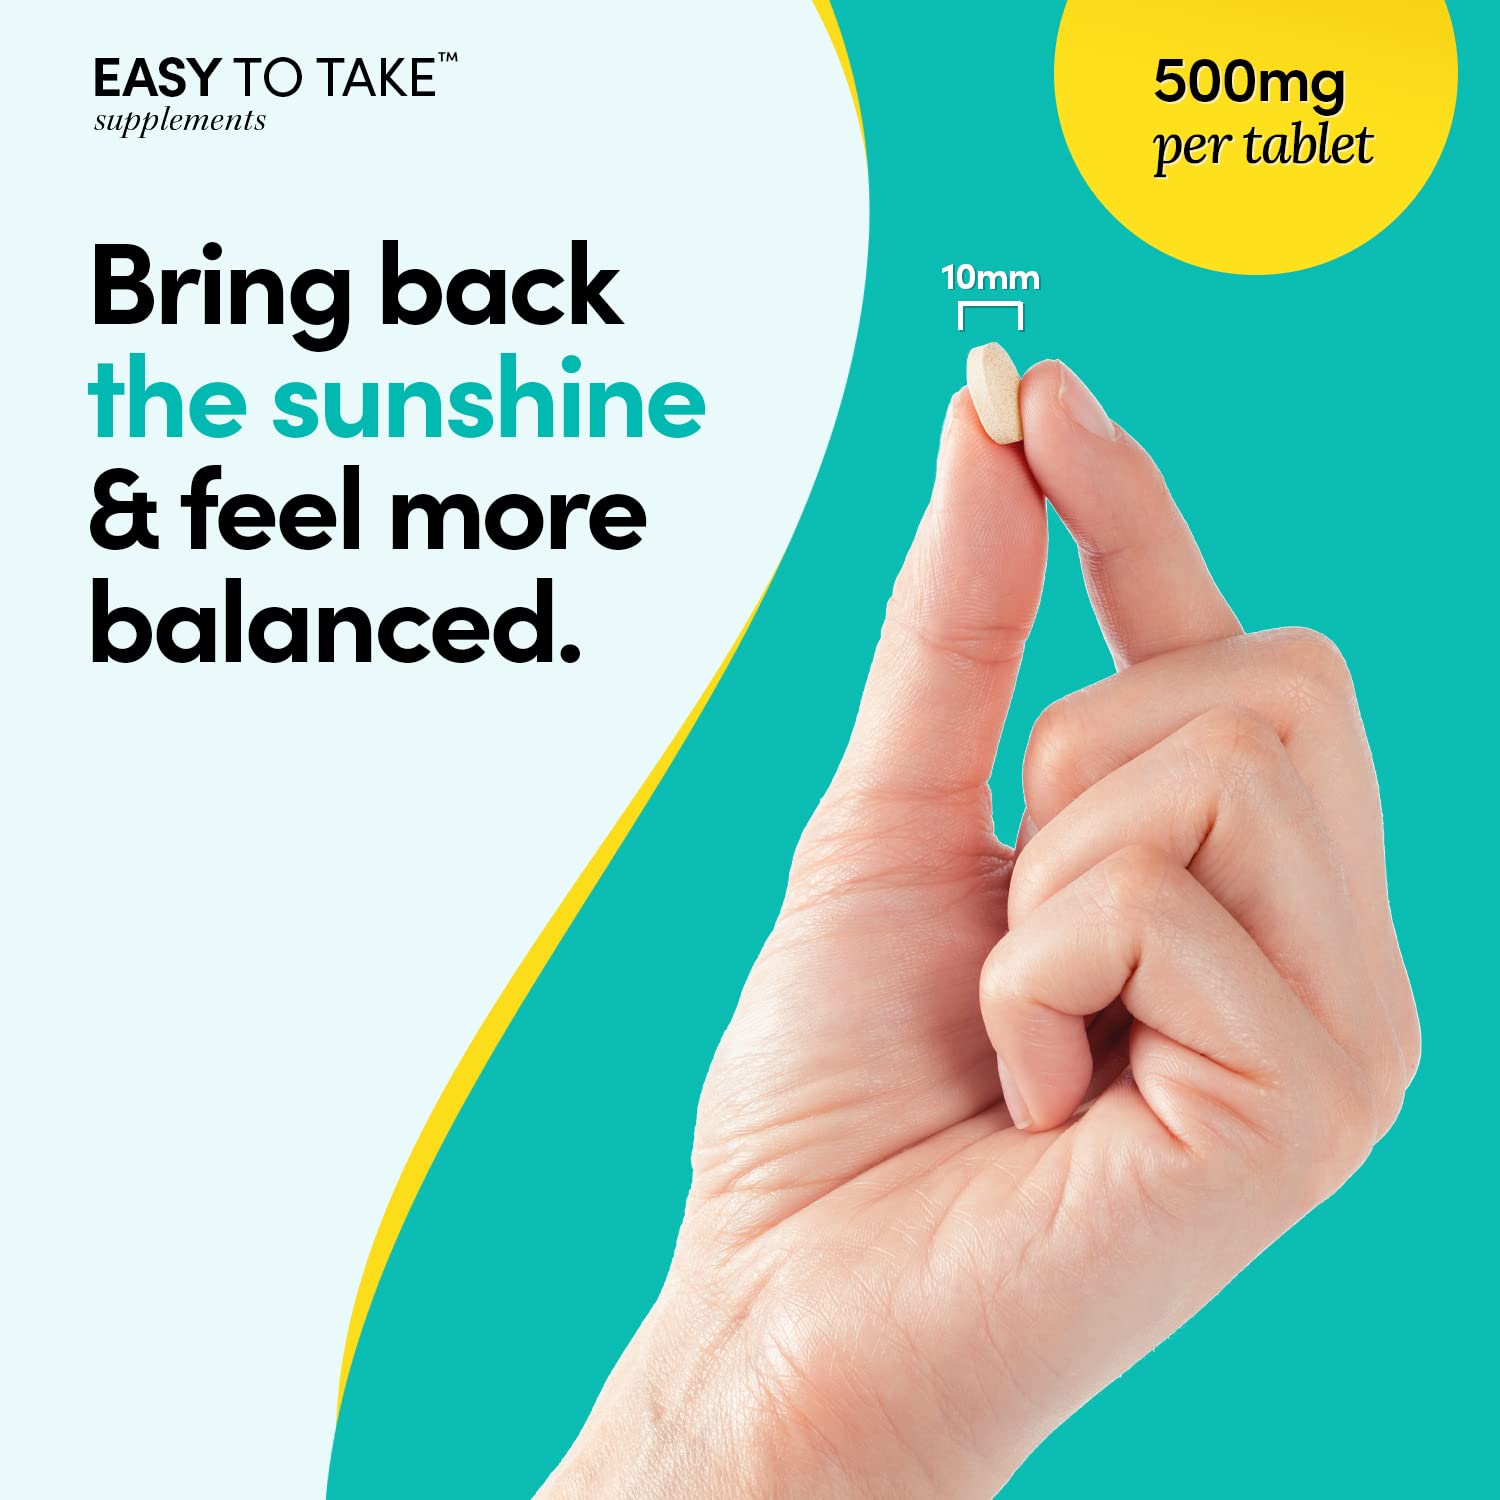 EASY TO TAKE™
supplements
500mg
per tablet
Bring back
the sunshine
& feel more
balanced.
10mm